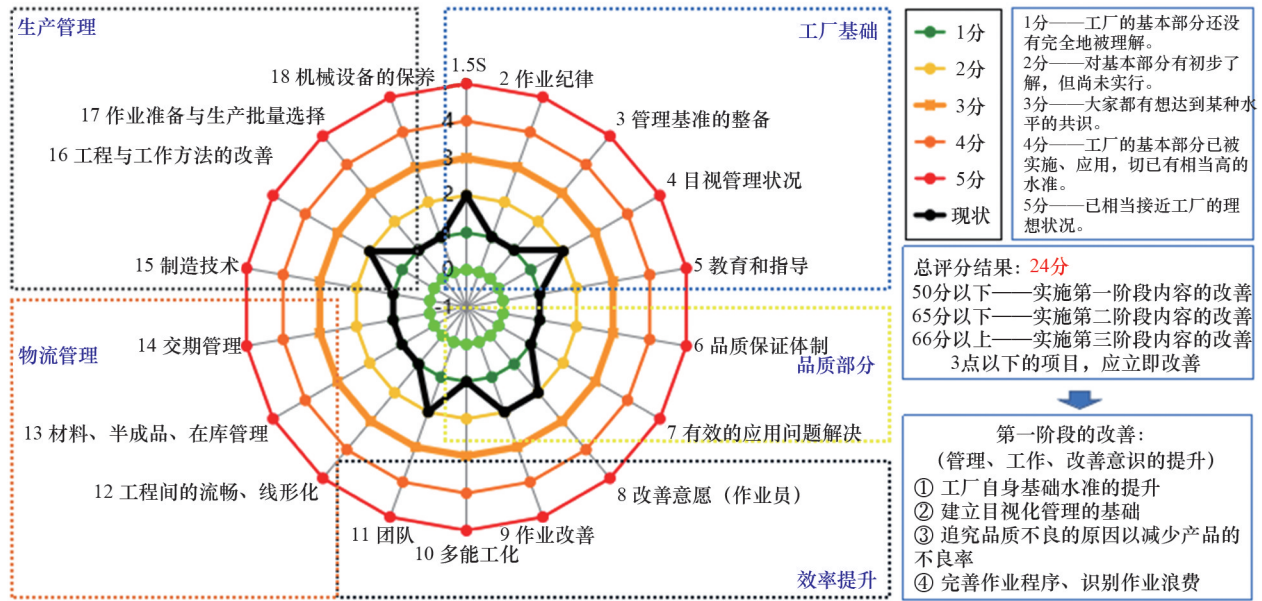 生产管理
工厂基础
18 机械设备的保养
1.5S
2 作业纪律
17 作业准备与生产批量选择
3 管理基准的整备
16 工程与工作方法的改善
4 目视管理状况
15 制造技术
5 教育和指导
4
3
2
0
-1
物流管理
14 交期管理
6 品质保证体制
品质部分
13 材料、半成品、在库管理
7 有效的应用问题解决
12 工程间的流畅、线形化
8 改善意愿（作业员）
11 团队
9 作业改善
10 多能工化
效率提升
1分
2分
3分
4分
5分
现状
1分——工厂的基本部分还没
有完全地被理解。
2分——对基本部分有初步了
解，但尚未实行。
3分——大家都有想达到某种水
平的共识。
4分——工厂的基本部分已被
实施、应用，切已有相当高的
水准。
5分——已相当接近工厂的理
想状况。
总评分结果：24分
50分以下——实施第一阶段内容的改善
65分以下——实施第二阶段内容的改善
66分以上——实施第三阶段内容的改善
3点以下的项目，应立即改善
第一阶段的改善：
（管理、工作、改善意识的提升）
① 工厂自身基础水准的提升
② 建立目视化管理的基础
③ 追究品质不良的原因以减少产品的
不良率
④ 完善作业程序、识别作业浪费